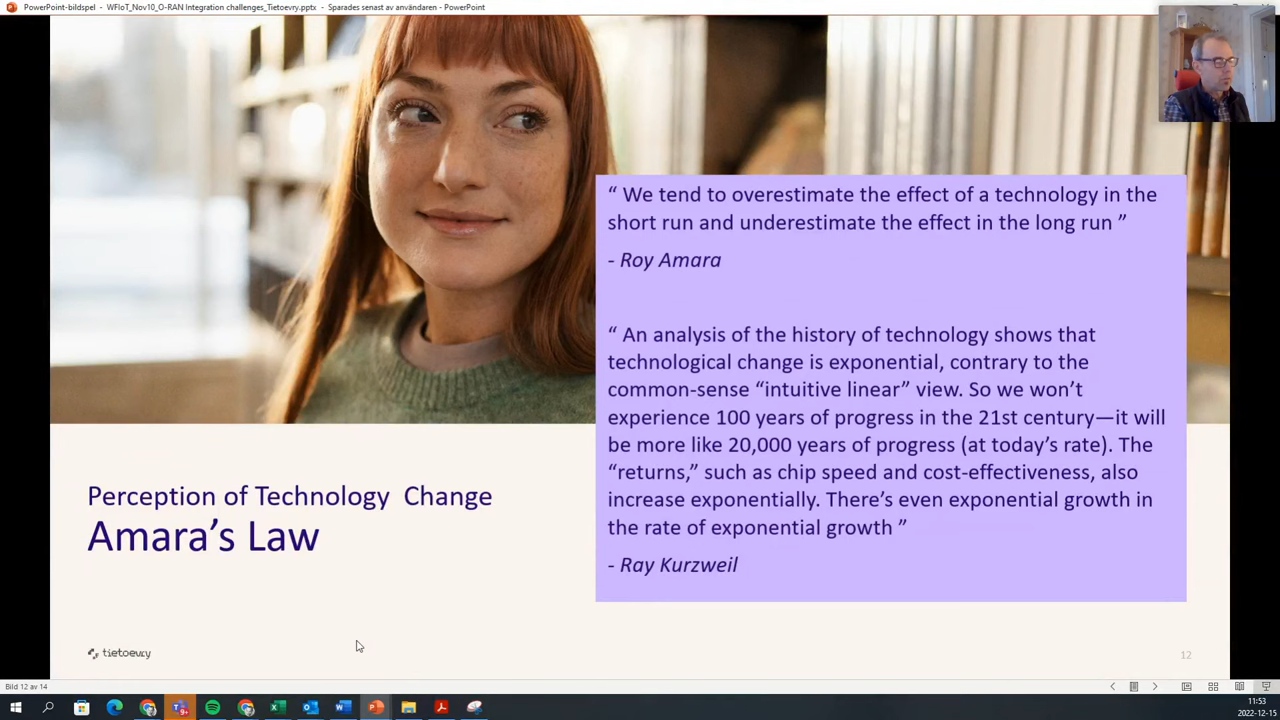 PowerPoint-bildspel - WFIoT_Nov10_O-RAN Integration challenges_Tietoevry.pptx - Sparades senast av användaren - PowerPoint
“ We tend to overestimate the effect of a technology in the
short run and underestimate the effect in the long run ”
- Roy Amara
“ An analysis of the history of technology shows that
technological change is exponential, contrary to the
common-sense “intuitive linear” view. So we won’t
experience 100 years of progress in the 21st century—it will
be more like 20,000 years of progress (at today’s rate). The
“returns,” such as chip speed and cost-effectiveness, also
increase exponentially. There’s even exponential growth in
the rate of exponential growth ”
- Ray Kurzweil
Perception of Technology  Change
Amara’s Law
tietoevry
12
Bild 12 av 14
11:53
2022-12-15